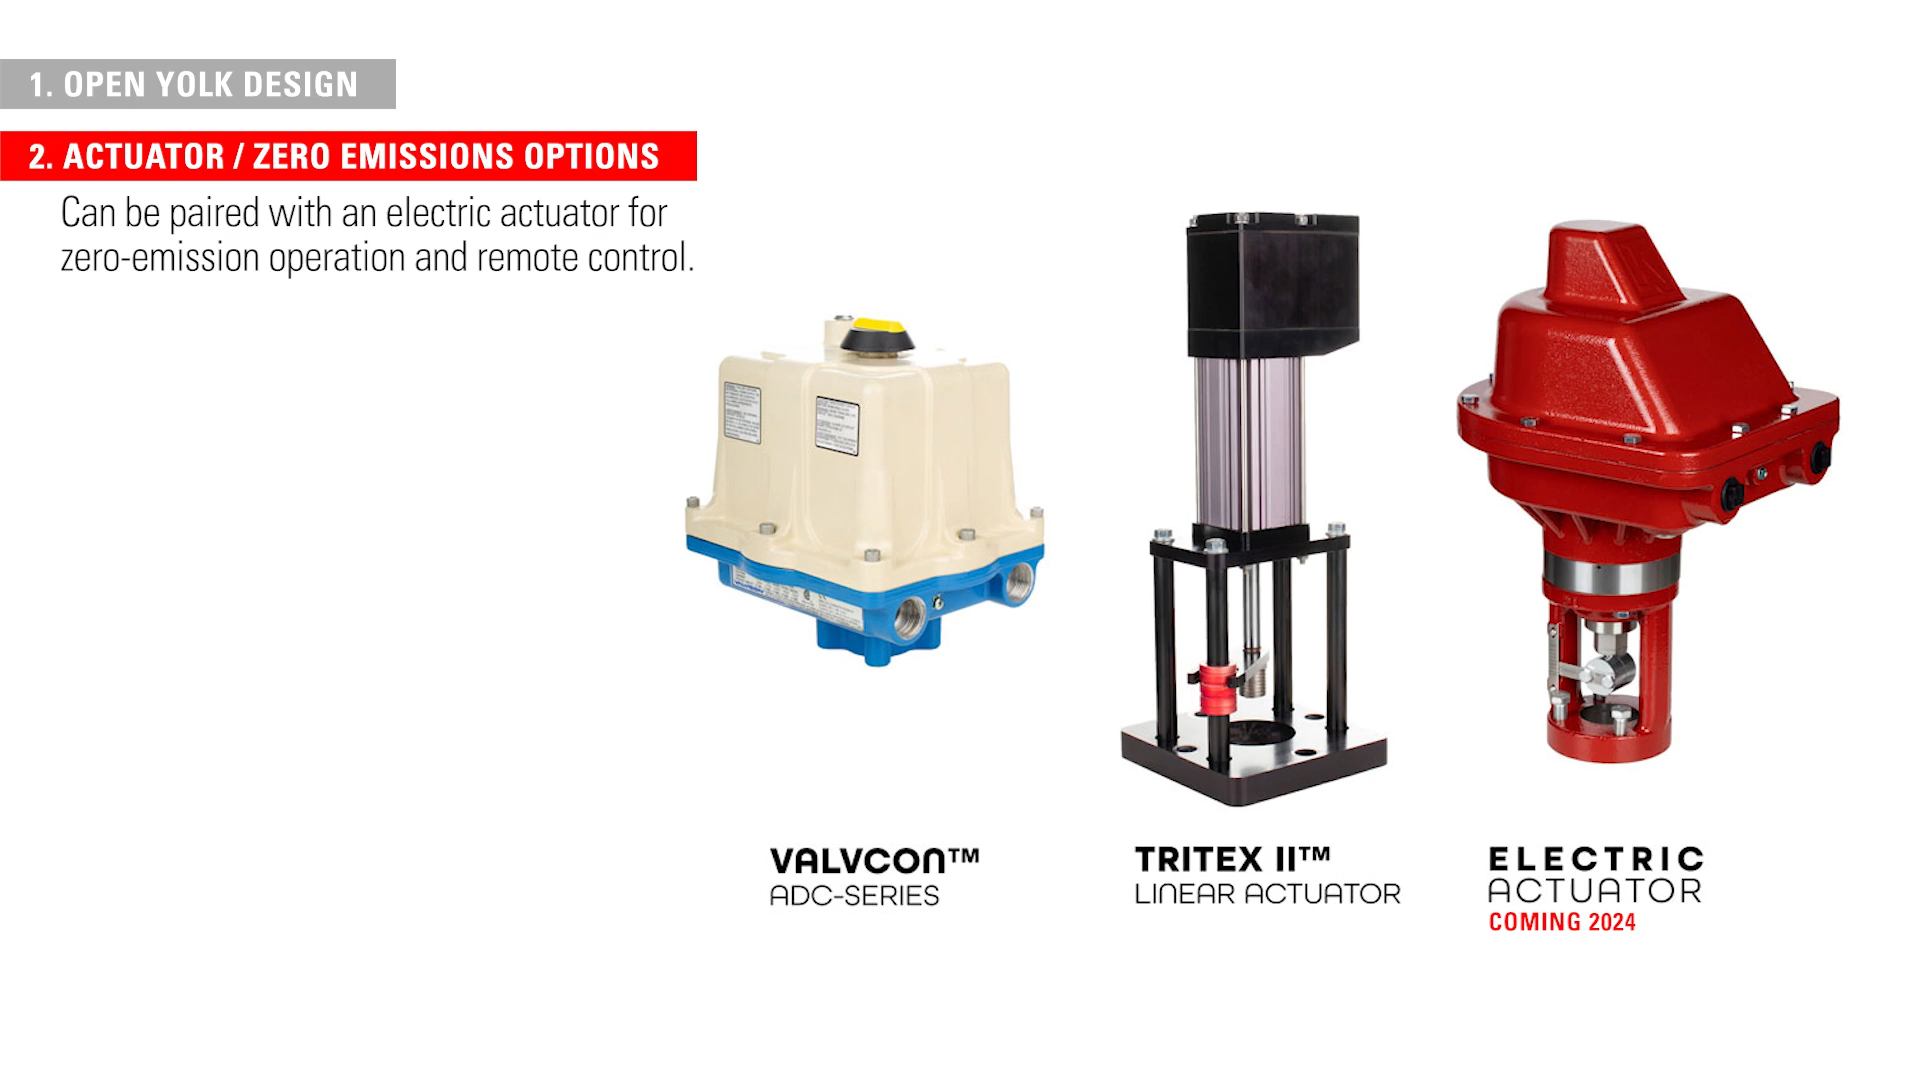 1. OPEN YOLK DESIGN
2. ACTUATOR / ZERO EMISSIONS OPTIONS
Can be paired with an electric actuator for
zero-emission operation and remote control.
VALVCON™
ADC-SERIES
TRITEX II™
LINEAR ACTUATOR
ELECTRIC
ACTUATOR
COMING 2024